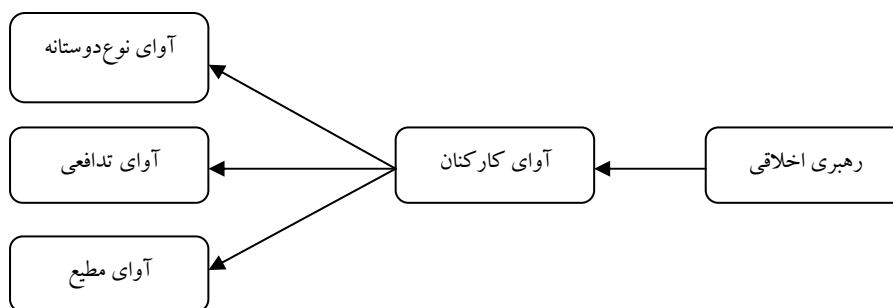 آوای نوع‌دوستانه
رهبری اخلاقی
آوای کارکنان
آوای تدافعی
آوای مطیع